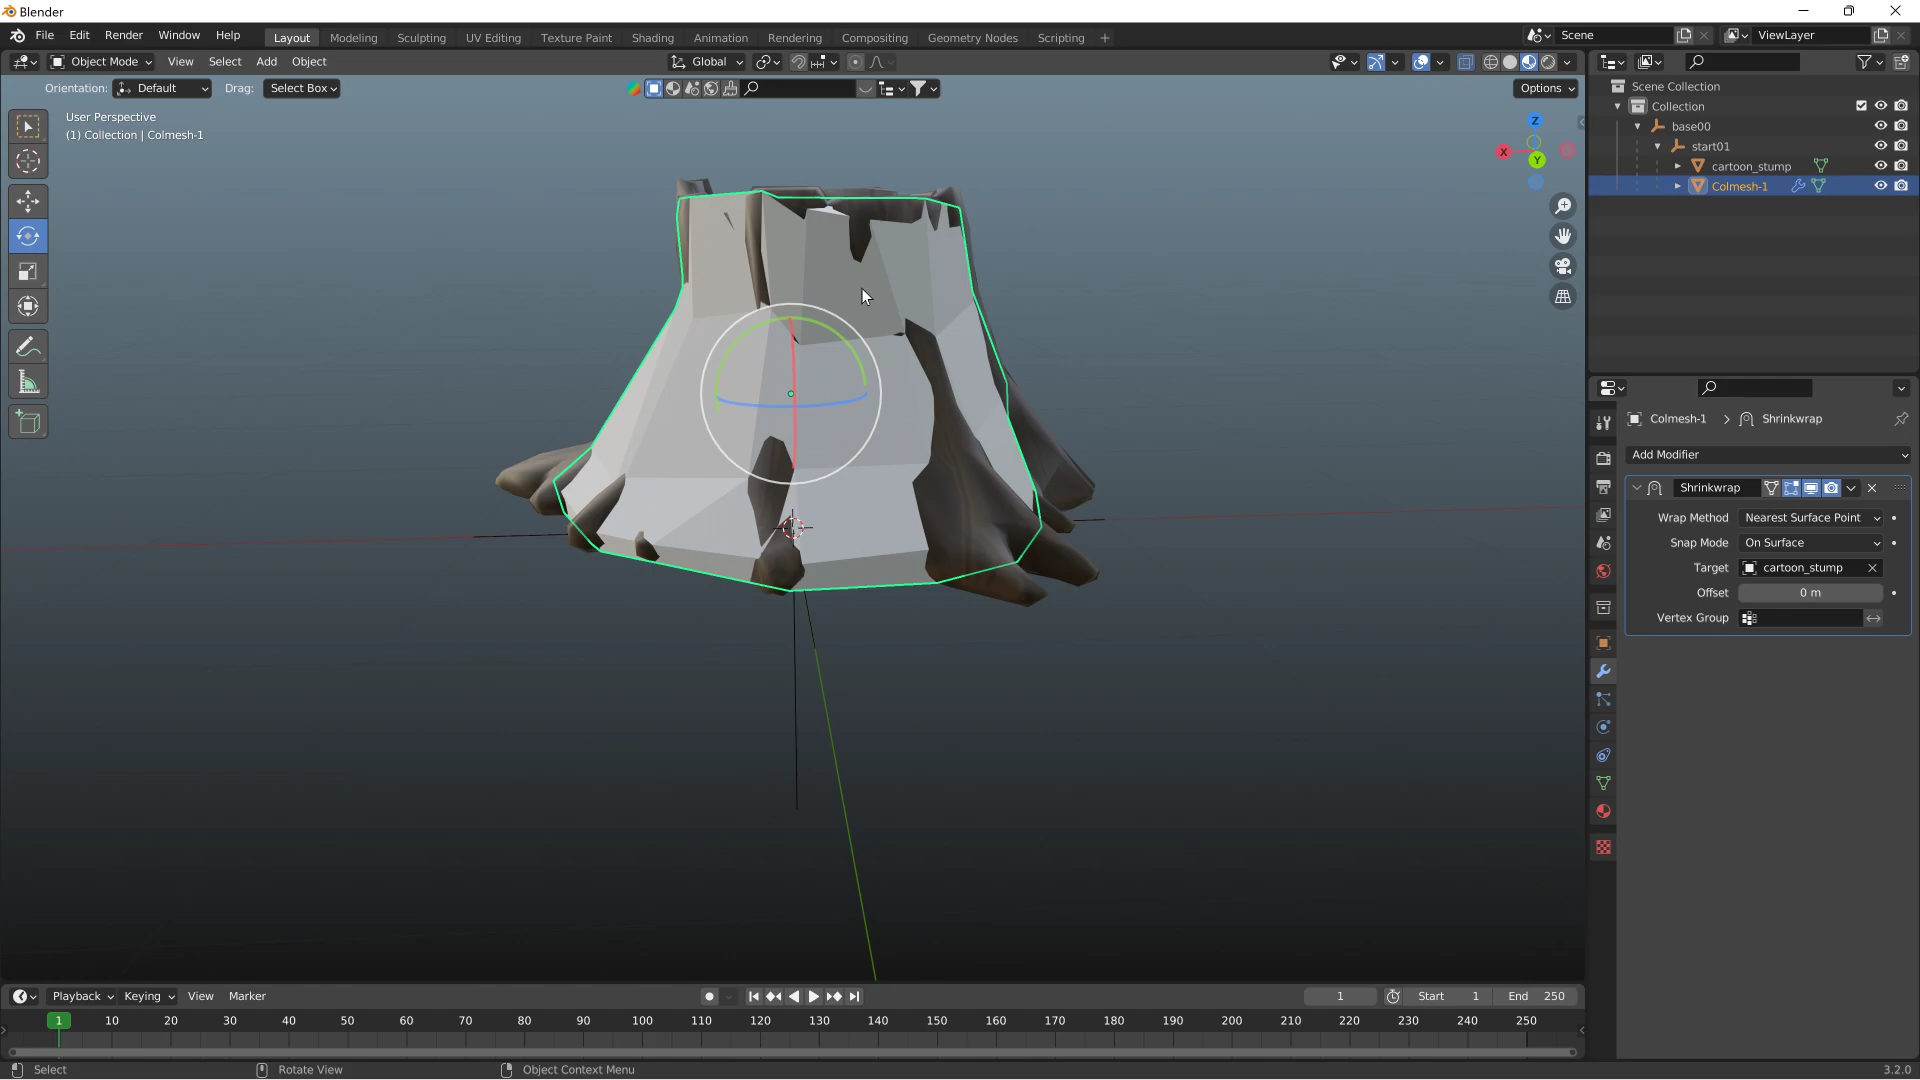 Blender
File Edit Render Window Help Layout Modeling Sculpting UV Editing Texture Paint Shading Animation Rendering Compositing Geometry Nodes Scripting + Scene ViewLayer
Object Mode View Select Add Object Global
Orientation: Default Drag: Select Box Options
User Perspective
(1) Collection | Colmesh-1
Z
X
Y
Scene Collection
Collection
base00
start01
cartoon_stump
Colmesh-1
Colmesh-1 > Shrinkwrap
Add Modifier
Shrinkwrap
Wrap Method Nearest Surface Point
Snap Mode On Surface
Target cartoon_stump
Offset 0 m
Vertex Group
Playback Keying View Marker 1 Start 1 End 250
1 10 20 30 40 50 60 70 80 90 100 110 120 130 140 150 160 170 180 190 200 210 220 230 240 250
Select Rotate View Object Context Menu 3.2.0